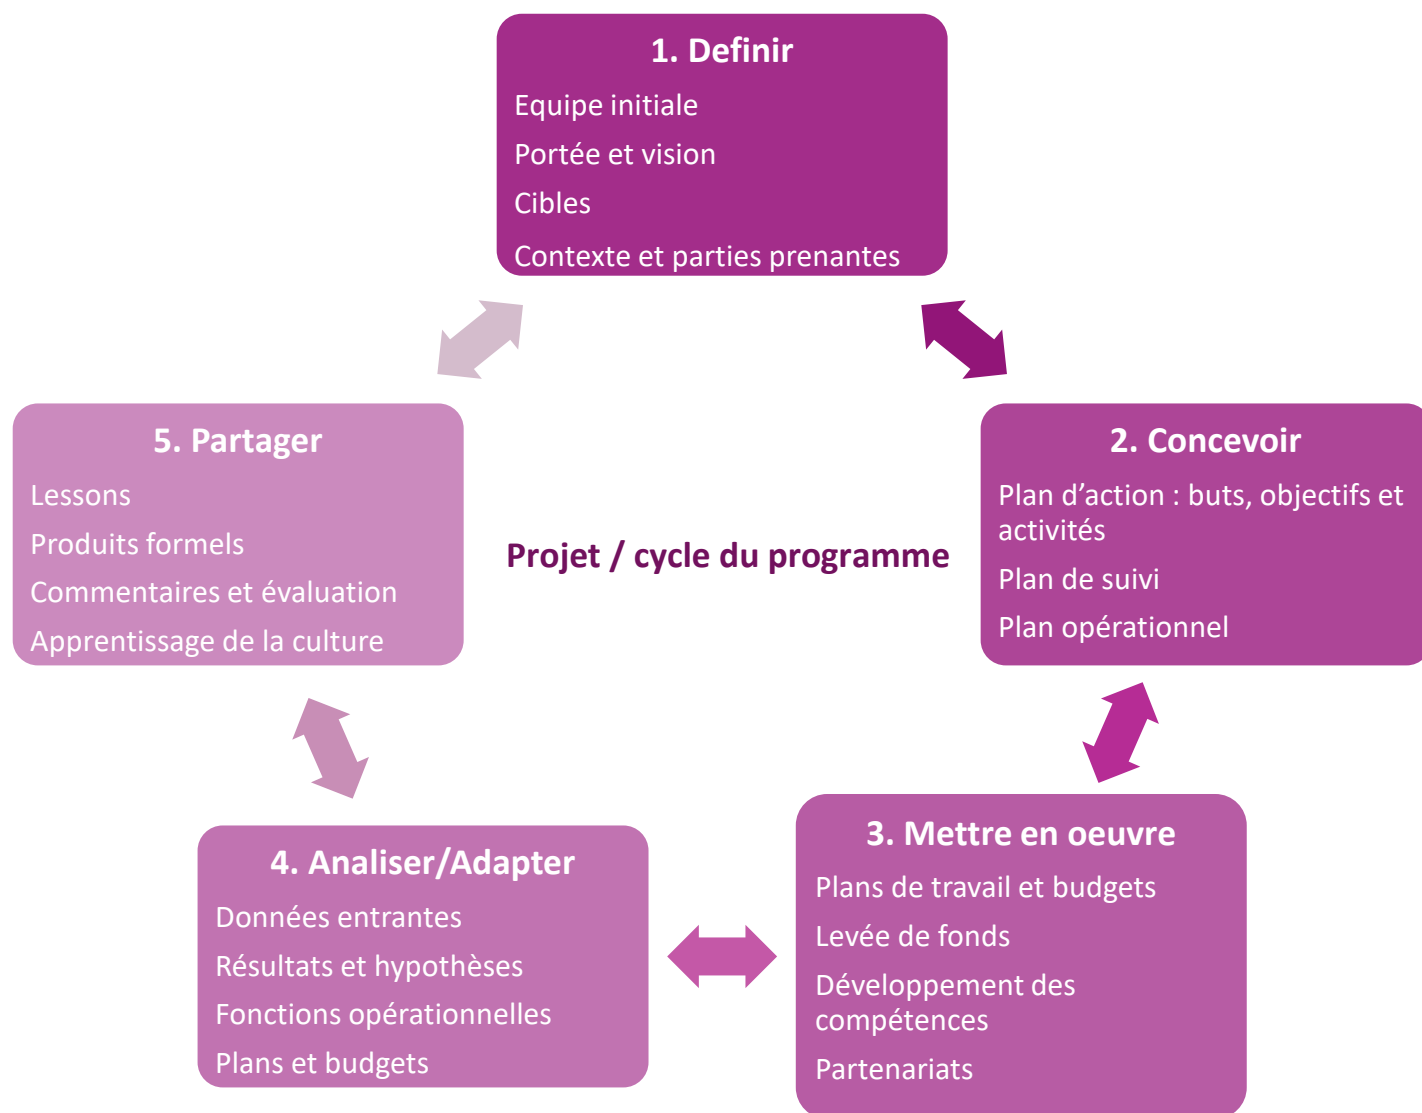 1. Definir
Equipe initiale
Portée et vision
Cibles
Contexte et parties prenantes
2. Concevoir
Plan d’action : buts, objectifs et
activités
Plan de suivi
Plan opérationnel
3. Mettre en oeuvre
Plans de travail et budgets
Levée de fonds
Développement des
compétences
Partenariats
4. Analiser/Adapter
Données entrantes
Résultats et hypothèses
Fonctions opérationnelles
Plans et budgets
5. Partager
Lessons
Produits formels
Commentaires et évaluation
Apprentissage de la culture
Projet / cycle du programme